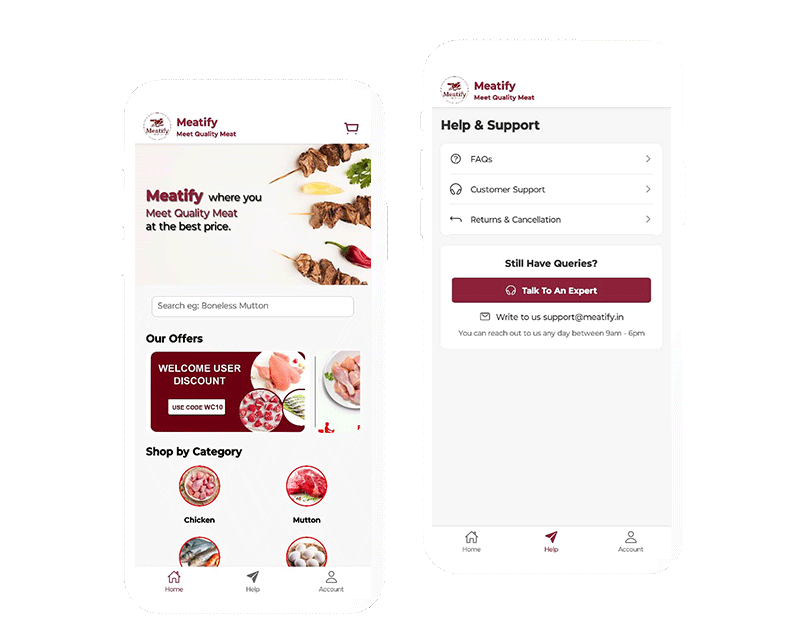 Meatify
Meatify
Meet Quality Meat
Meatify where you
Meet Quality Meat
at the best price.
Search eg: Boneless Mutton
Our Offers
WELCOME USER
DISCOUNT
USE CODE WC10
Shop by Category
Chicken
Mutton
Home
Help
Account
Meatify
Meatify
Meet Quality Meat
Help & Support
FAQs
Customer Support
Returns & Cancellation
Still Have Queries?
Talk To An Expert
Write to us support@meatify.in
You can reach out to us any day between 9am - 6pm
Home
Help
Account